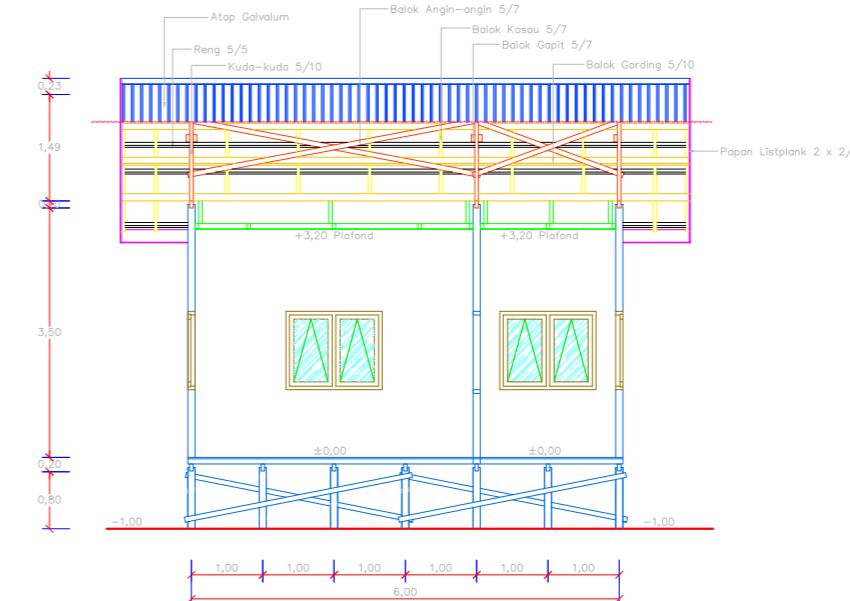 Atap Galvalum
Balok Angin-angin 5/7
Balok Kasau 5/7
Reng 5/5
Balok Gapit 5/7
Kuda-kuda 5/10
Balok Gording 5/10
0,23
1,49
Papan Listplank 2 x 2/
+3,20 Plafond
+3,20 Plafond
3,50
±0,00
±0,00
0,20
0,80
-1,00
-1,00
1,00
1,00
1,00
1,00
1,00
1,00
6,00